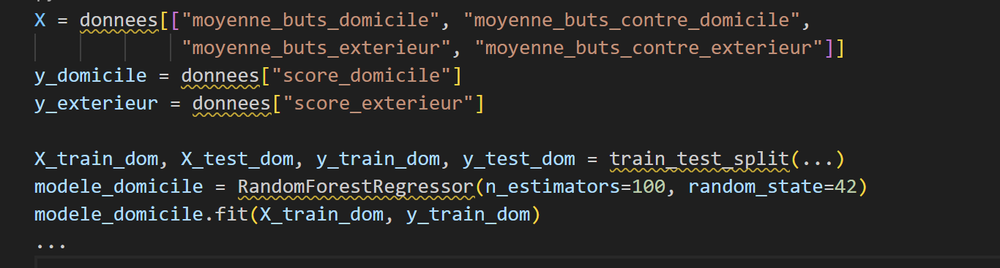 X = donnees[["moyenne_buts_domicile", "moyenne_buts_contre_domicile",
"moyenne_buts_exterieur", "moyenne_buts_contre_exterieur"]]
y_domicile = donnees["score_domicile"]
y_exterieur = donnees["score_exterieur"]
X_train_dom, X_test_dom, y_train_dom, y_test_dom = train_test_split(...)
modele_domicile = RandomForestRegressor(n_estimators=100, random_state=42)
modele_domicile.fit(X_train_dom, y_train_dom)
...